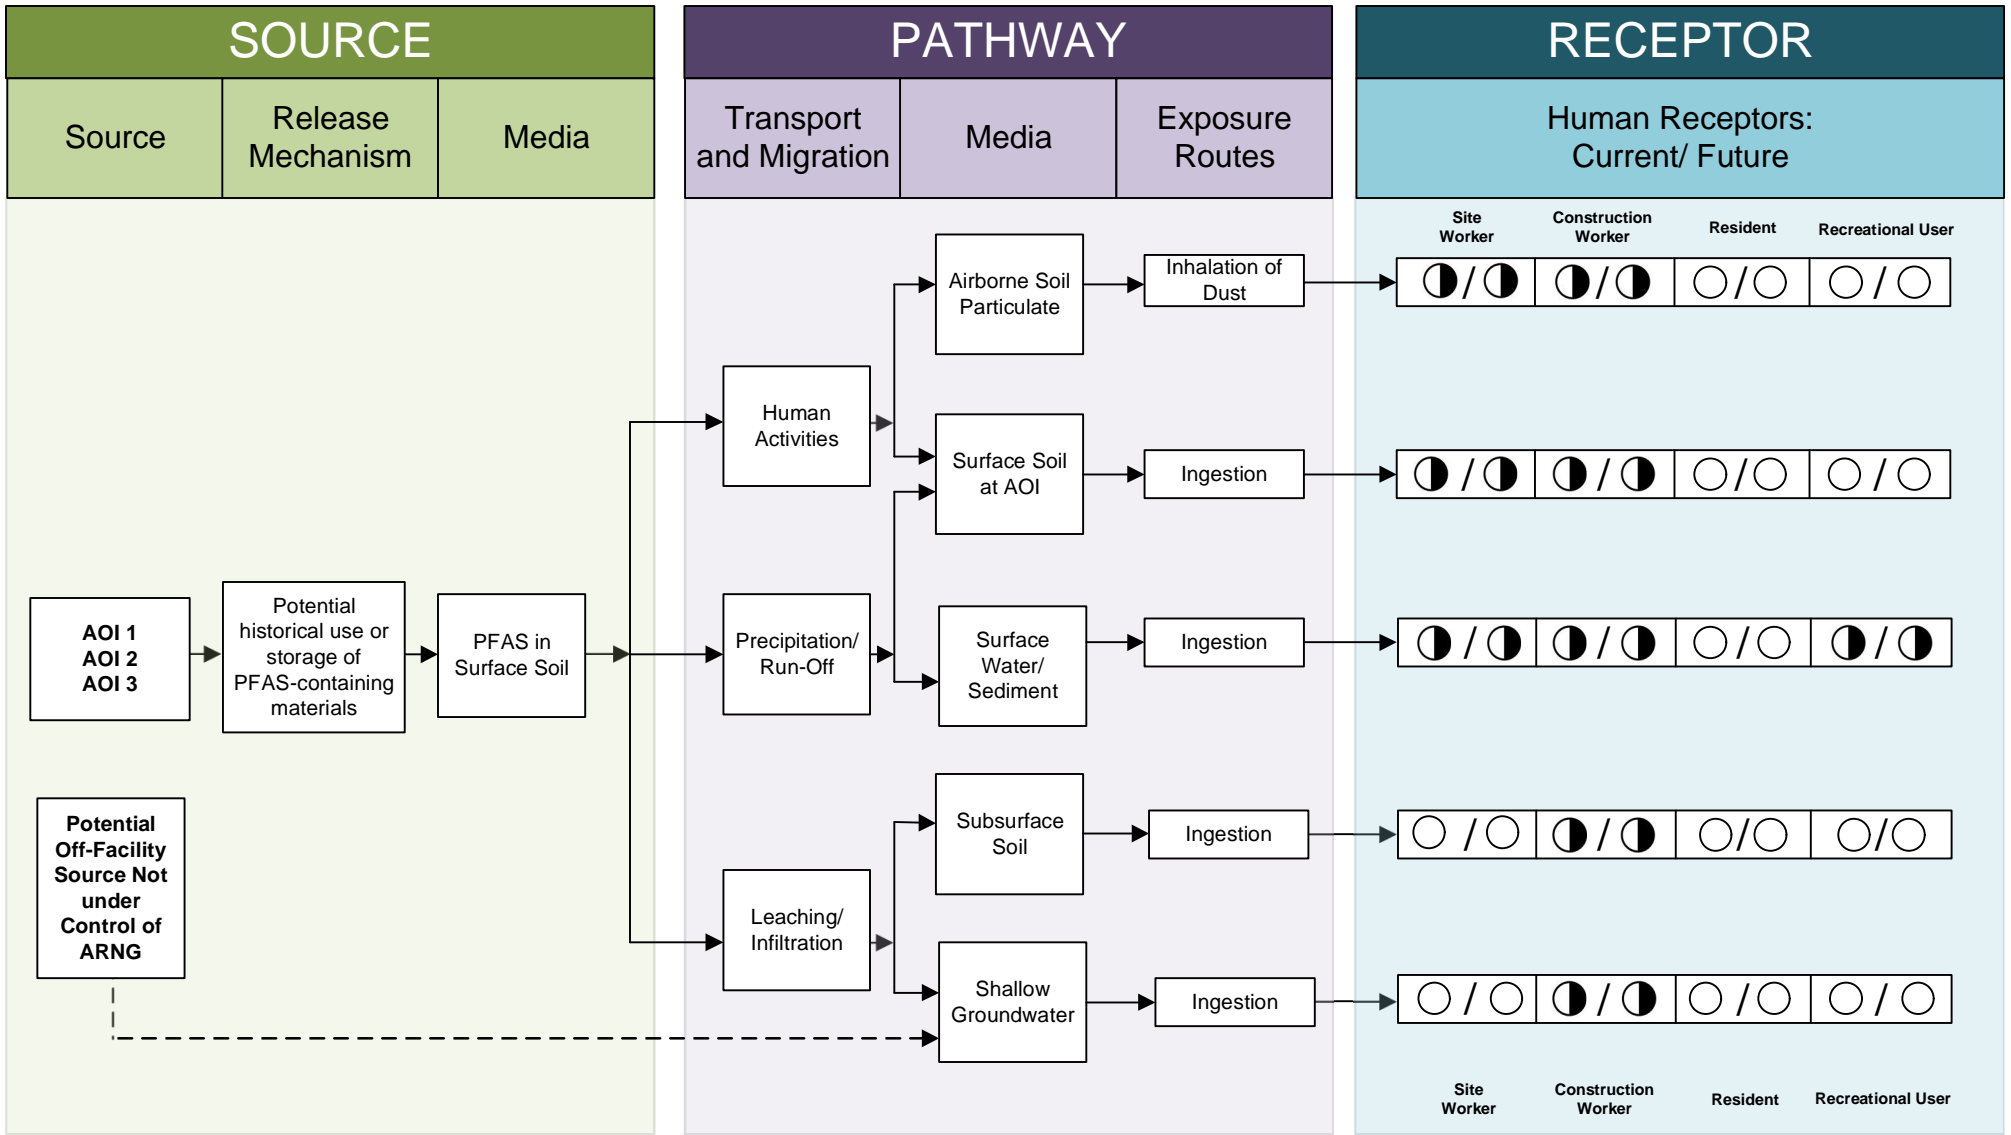 SOURCE
PATHWAY
RECEPTOR
Source
Release
Mechanism
Media
Transport
and Migration
Media
Exposure
Routes
Human Receptors:
Current/ Future
Site
Worker
Construction
Worker
Resident
Recreational User
Airborne Soil
Particulate
Inhalation of
Dust
/
/
/
/
Human
Activities
Surface Soil
at AOI
Ingestion
/
/
/
/
AOI 1
AOI 2
AOI 3
Potential
historical use or
storage of
PFAS-containing
materials
PFAS in
Surface Soil
Precipitation/
Run-Off
Surface
Water/
Sediment
Ingestion
/
/
/
/
Potential
Off-Facility
Source Not
under
Control of
ARNG
Subsurface
Soil
Ingestion
/
/
/
/
Leaching/
Infiltration
Shallow
Groundwater
Ingestion
/
/
/
/
Site
Worker
Construction
Worker
Resident
Recreational User